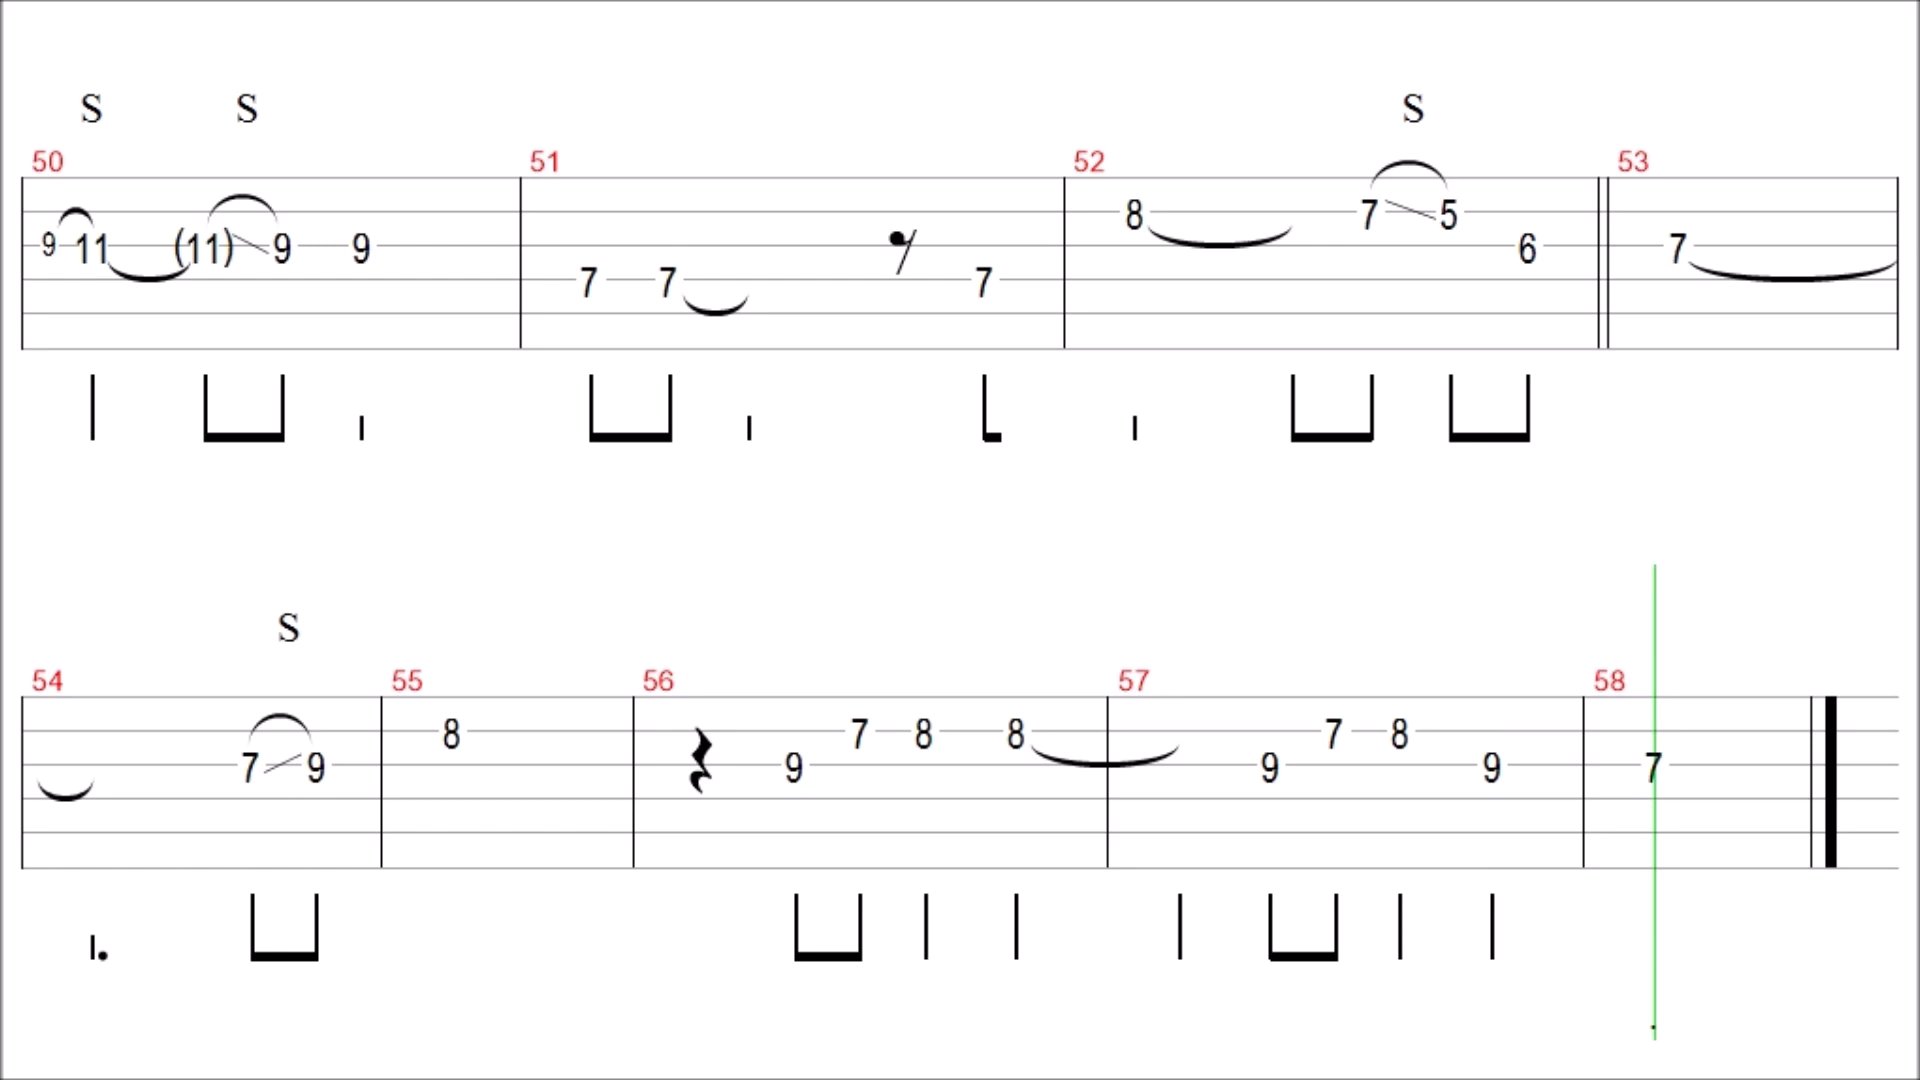 S S S
50 51 52 53
8 7 5
9 11 (11) 9 9 6 7
7 7 7
S
54 55 56 57 58
8 7 8 8 7 8
7 9 9 9 9 7